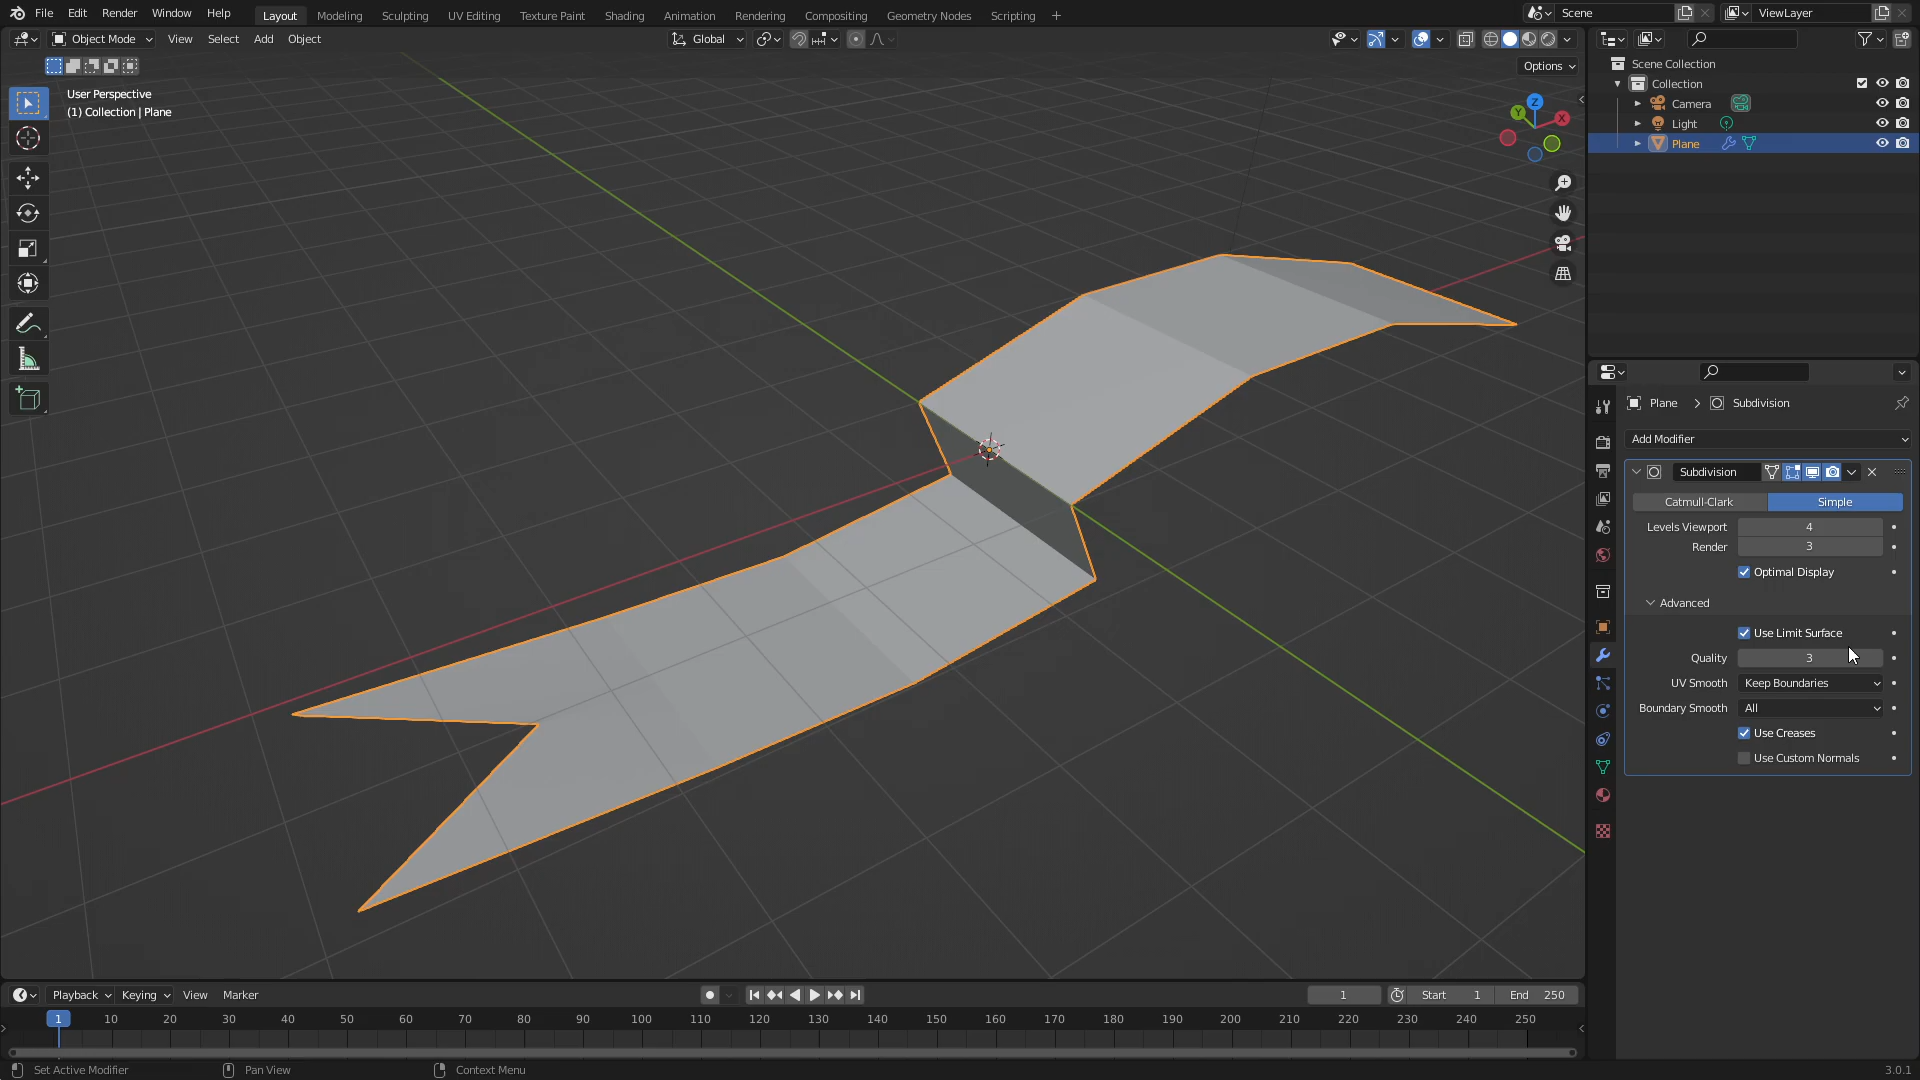 File Edit Render Window Help Layout Modeling Sculpting UV Editing Texture Paint Shading Animation Rendering Compositing Geometry Nodes Scripting + Scene ViewLayer
Object Mode View Select Add Object Global
Options
User Perspective
(1) Collection | Plane
Z
Y
X
Scene Collection
Collection
Camera
Light
Plane
Plane > Subdivision
Add Modifier
Subdivision
Catmull-Clark Simple
Levels Viewport 4
Render 3
Optimal Display
Advanced
Use Limit Surface
Quality 3
UV Smooth Keep Boundaries
Boundary Smooth All
Use Creases
Use Custom Normals
Playback Keying View Marker 1 Start 1 End 250
1 10 20 30 40 50 60 70 80 90 100 110 120 130 140 150 160 170 180 190 200 210 220 230 240 250
Set Active Modifier Pan View Context Menu 3.0.1